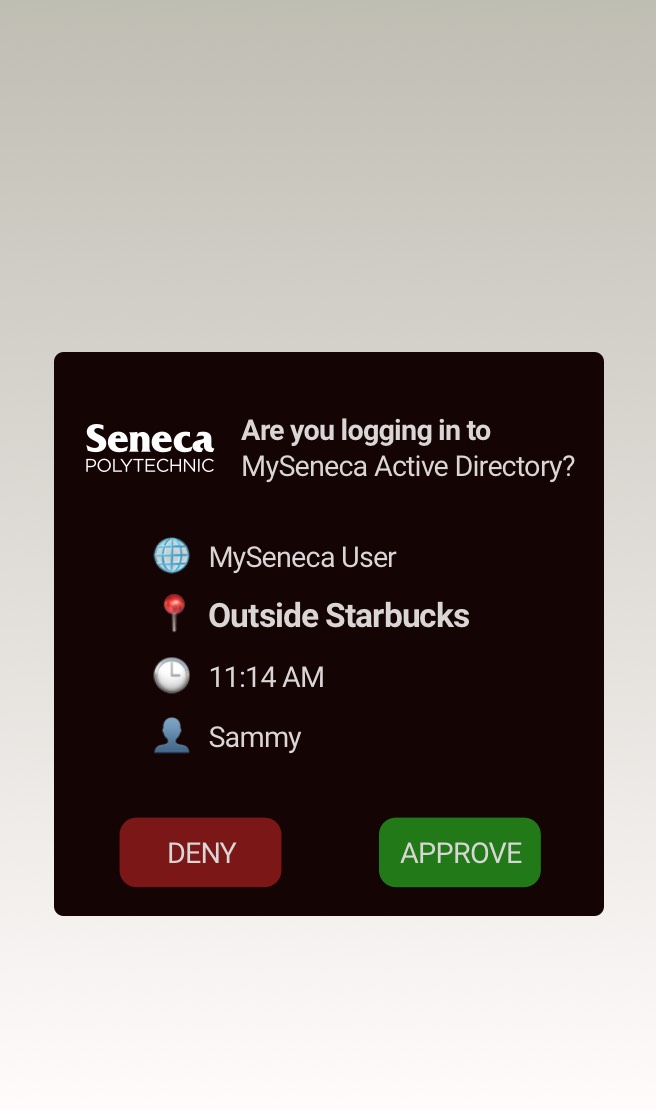 Seneca
POLYTECHNIC
Are you logging in to
MySeneca Active Directory?
MySeneca User
Outside Starbucks
11:14 AM
Sammy
DENY
APPROVE